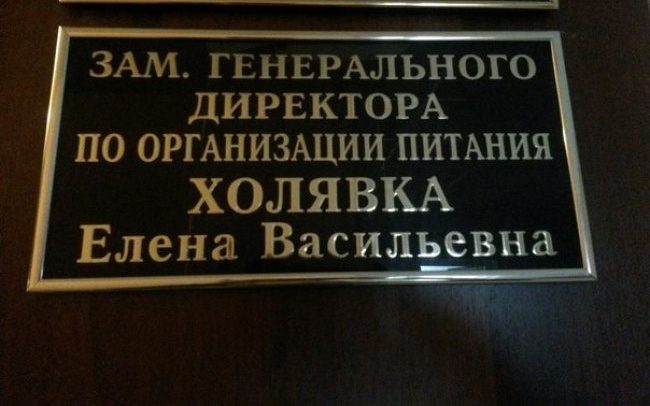 ЗАМ. ГЕНЕРАЛЬНОГО
ДИРЕКТОРА
ПО ОРГАНИЗАЦИИ ПИТАНИЯ
ХОЛЯВКА
Елена Васильевна